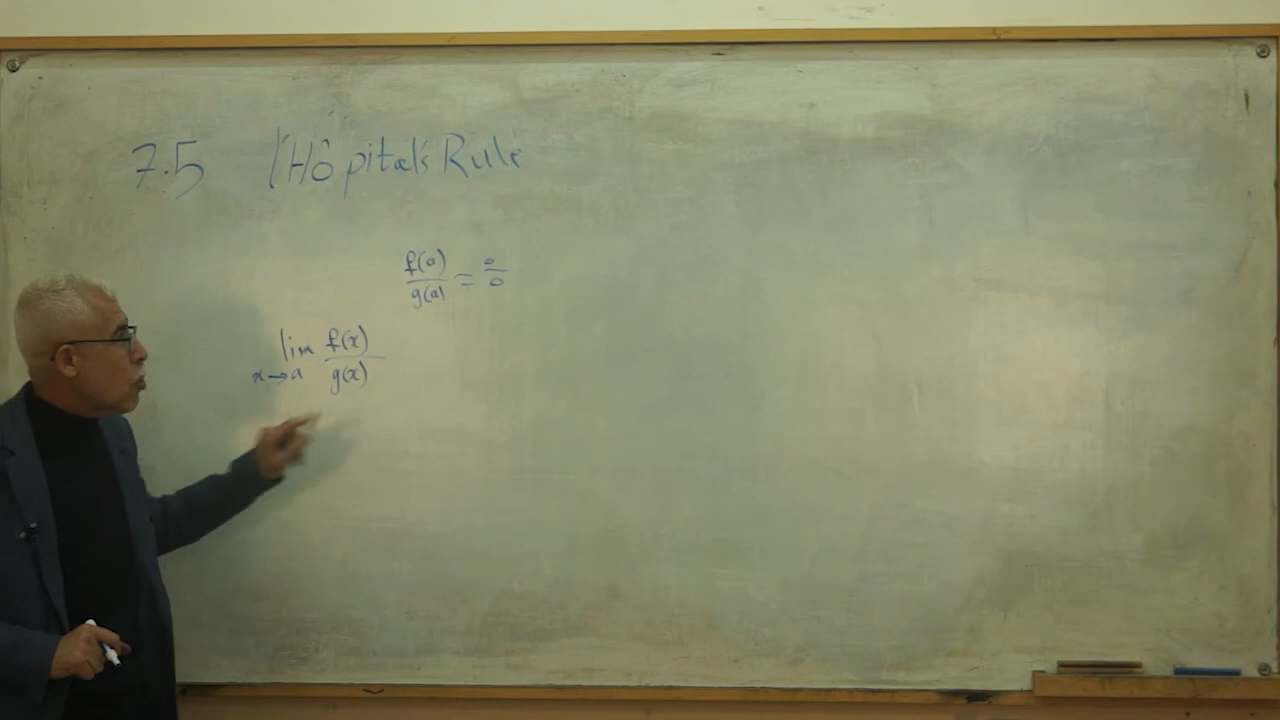 7.5 l'Hôpital's Rule
f(a)/g(a) = 0/0
lim x→a f(x)/g(x)